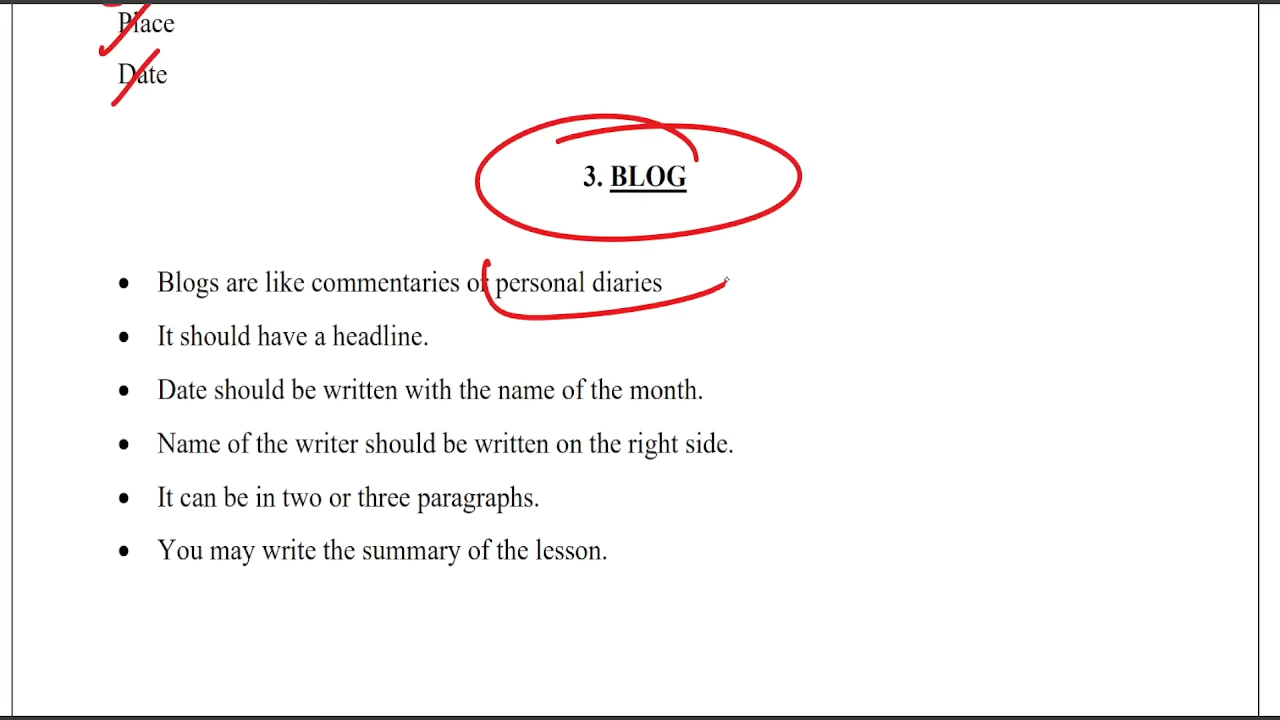 Place
Date
3. BLOG
• Blogs are like commentaries or personal diaries
• It should have a headline.
• Date should be written with the name of the month.
• Name of the writer should be written on the right side.
• It can be in two or three paragraphs.
• You may write the summary of the lesson.